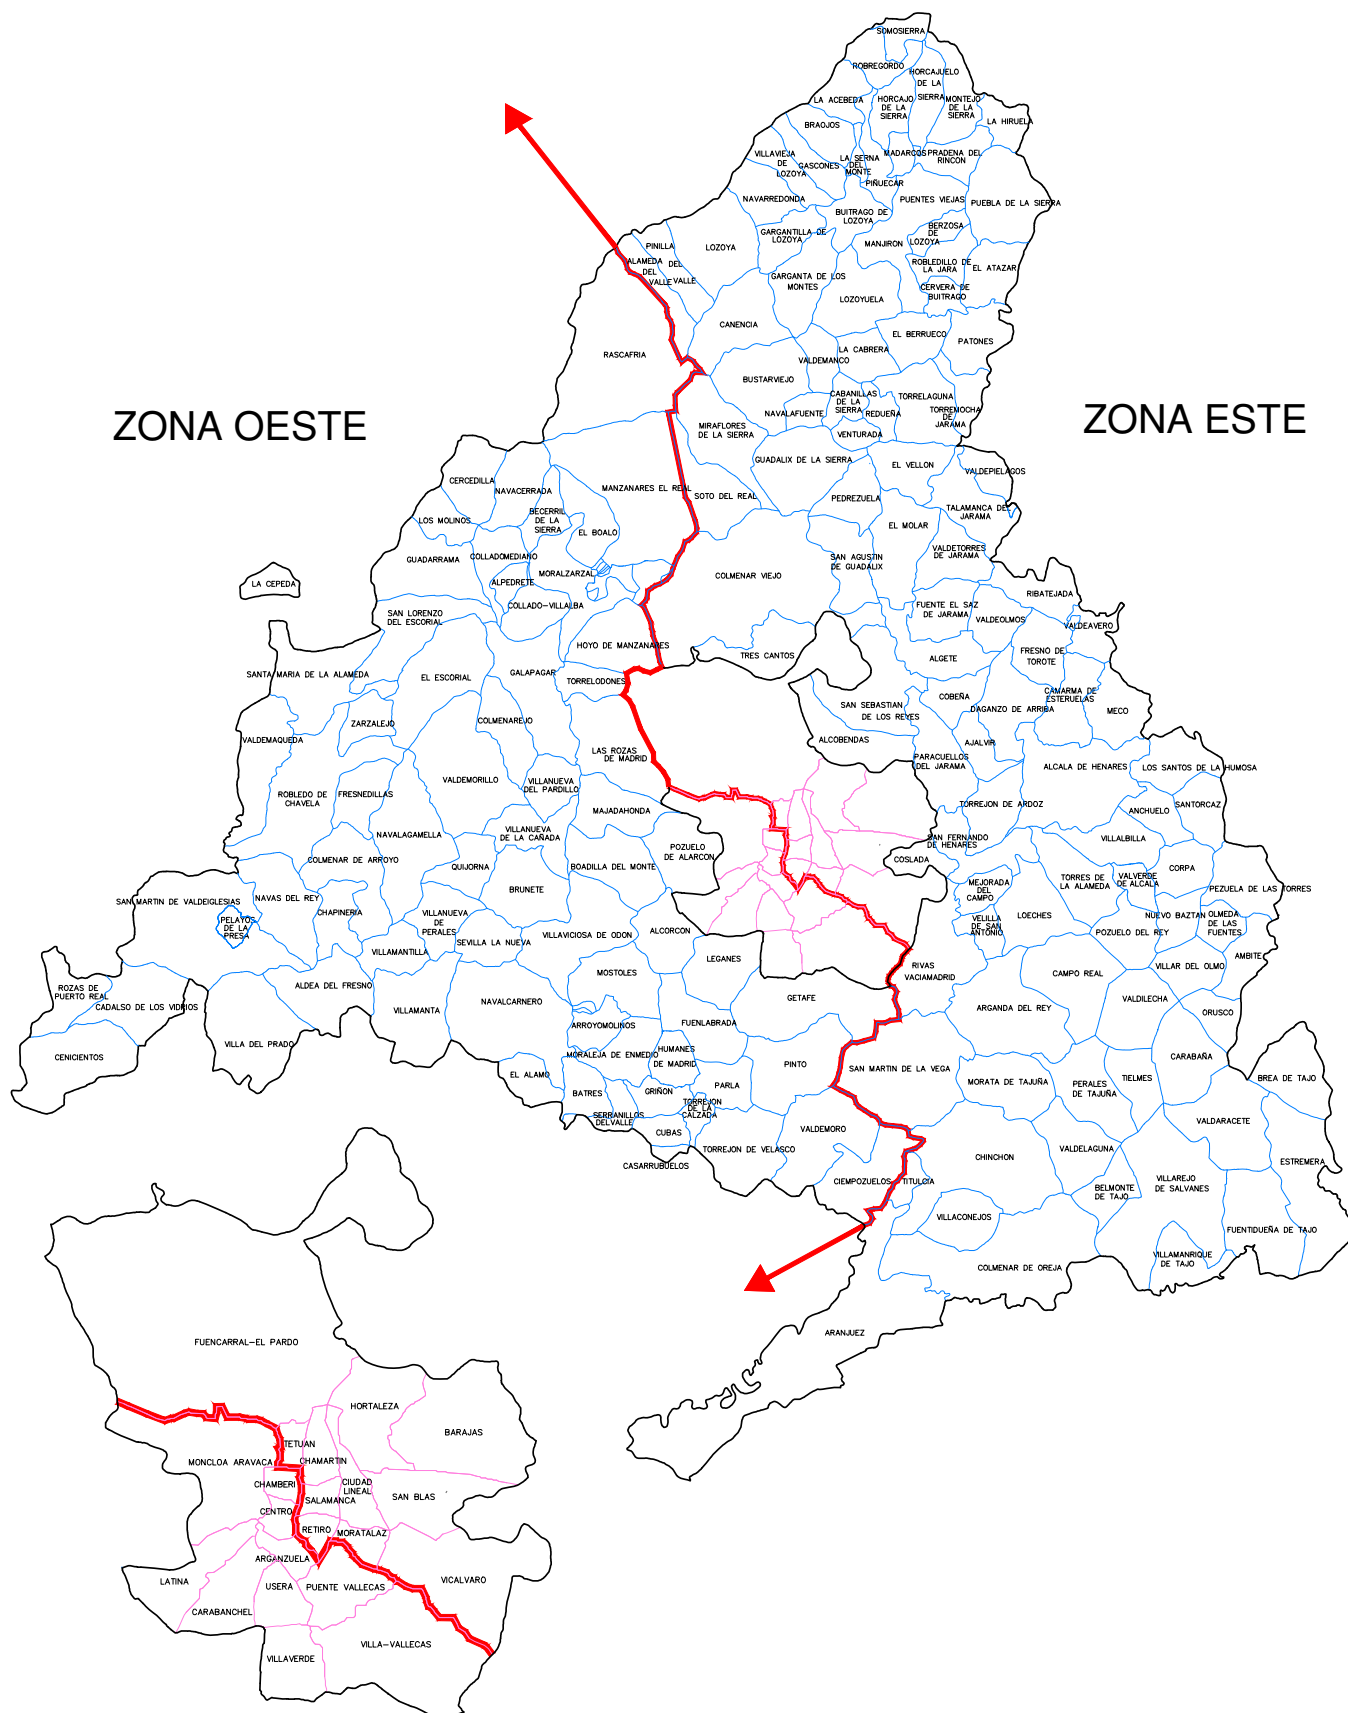 SOMOSIERRA
ROBREGORDO
HORCAJUELO
DE LA
SIERRA
LA ACEBEDA
HORCAJO
DE LA
SIERRA
MONTEJO
DE LA
SIERRA
LA HIRUELA
BRAOJOS
VILLAVIEJA
DE
LOZOYA
GASCONES
LA SERNA
DEL
MONTE
MADARCOS
PRADENA DEL
RINCON
PIÑUECAR
NAVARREDONDA
PUENTES VIEJAS
PUEBLA DE LA SIERRA
BUITRAGO DE
LOZOYA
GARGANTILLA DE
LOZOYA
BERZOSA
DE
LOZOYA
MANJIRON
PINILLA
DEL
VALLE
LOZOYA
ALAMEDA
DEL
VALLE
ROBLEDILLO DE
LA JARA
EL ATAZAR
GARGANTA DE LOS
MONTES
CERVERA DE
BUITRAGO
LOZOYUELA
CANENCIA
EL BERRUECO
PATONES
RASCAFRIA
LA CABRERA
VALDEMANCO
BUSTARVIEJO
CABANILLAS
DE LA
SIERRA
TORRELAGUNA
NAVALAFUENTE
REDUEÑA
TORREMOCHA
DE
JARAMA
ZONA OESTE
ZONA ESTE
MIRAFLORES
DE LA SIERRA
VENTURADA
GUADALIX DE LA SIERRA
EL VELLON
VALDEPIELAGOS
CERCEDILLA
NAVACERRADA
MANZANARES EL REAL
SOTO DEL REAL
PEDREZUELA
TALAMANCA DEL
JARAMA
LOS MOLINOS
BECERRIL
DE LA
SIERRA
EL BOALO
EL MOLAR
GUADARRAMA
COLLADO
MEDIANO
VALDETORRES
DE JARAMA
SAN AGUSTIN
DE GUADALIX
MORALZARZAL
COLMENAR VIEJO
LA CEPEDA
ALPEDRETE
COLLADO-VILLALBA
RIBATEJADA
SAN LORENZO
DEL ESCORIAL
FUENTE EL SAZ
DE JARAMA
VALDEOLMOS
VALDEAVERO
HOYO DE MANZANARES
TRES CANTOS
ALGETE
FRESNO DE
TOROTE
SANTA MARIA DE LA ALAMEDA
EL ESCORIAL
GALAPAGAR
TORRELODONES
COBEÑA
CAMARMA DE
ESTERUELAS
SAN SEBASTIAN
DE LOS REYES
DAGANZO DE ARRIBA
MECO
ZARZALEJO
COLMENAREJO
VALDEMAQUEDA
ALCOBENDAS
AJALVIR
LAS ROZAS
DE MADRID
PARACUELLOS
DEL JARAMA
ALCALA DE HENARES
LOS SANTOS DE LA HUMOSA
VALDEMORILLO
VILLANUEVA
DEL PARDILLO
ROBLEDO DE
CHAVELA
FRESNEDILLAS
TORREJON DE ARDOZ
SANTORCAZ
MAJADAHONDA
ANCHUELO
NAVALAGAMELLA
VILLANUEVA
DE LA CAÑADA
SAN FERNANDO
DE HENARES
VILLALBILLA
POZUELO
DE ALARCON
COLMENAR DE ARROYO
QUIJORNA
BOADILLA DEL MONTE
COSLADA
CORPA
TORRES DE
LA ALAMEDA
VALVERDE
DE ALCALA
MEJORADA
DEL
CAMPO
PEZUELA DE LAS TORRES
BRUNETE
SAN MARTIN DE VALDEIGLESIAS
NAVAS DEL REY
CHAPINERIA
VILLANUEVA
DE
PERALES
PELAYOS
DE LA
PRESA
VELILLA
DE SAN
ANTONIO
LOECHES
NUEVO BAZTAN
OLMEDA
DE LAS
FUENTES
POZUELO DEL REY
VILLAVICIOSA DE ODON
ALCORCON
SEVILLA LA NUEVA
VILLAMANTILLA
LEGANES
AMBITE
RIVAS
VACIAMADRID
VILLAR DEL OLMO
MOSTOLES
CAMPO REAL
ROZAS DE
PUERTO REAL
ALDEA DEL FRESNO
NAVALCARNERO
GETAFE
VALDILECHA
CADALSO DE LOS VIDRIOS
VILLAMANTA
ARGANDA DEL REY
ORUSCO
ARROYOMOLINOS
FUENLABRADA
VILLA DEL PRADO
CENICIENTOS
MORALEJA DE ENMEDIO
HUMANES
DE MADRID
CARABAÑA
PINTO
SAN MARTIN DE LA VEGA
EL ALAMO
MORATA DE TAJUÑA
PERALES
DE TAJUÑA
TIELMES
BREA DE TAJO
BATRES
GRIÑON
PARLA
TORREJON
DE LA
CALZADA
SERRANILLOS
DELVALLE
VALDARACETE
CUBAS
VALDEMORO
TORREJON DE VELASCO
VALDELAGUNA
CHINCHON
ESTREMERA
CASARRUBUELOS
CIEMPOZUELOS
TITULCIA
VILLAREJO
DE SALVANES
BELMONTE
DE TAJO
VILLACONEJOS
FUENTIDUEÑA DE TAJO
VILLAMANRIQUE
DE TAJO
COLMENAR DE OREJA
ARANJUEZ
FUENCARRAL-EL PARDO
HORTALEZA
BARAJAS
TETUAN
MONCLOA ARAVACA
CHAMARTIN
CHAMBERI
CIUDAD
LINEAL
SALAMANCA
SAN BLAS
CENTRO
RETIRO
MORATALAZ
ARGANZUELA
LATINA
USERA
PUENTE VALLECAS
VICALVARO
CARABANCHEL
VILLA-VALLECAS
VILLAVERDE